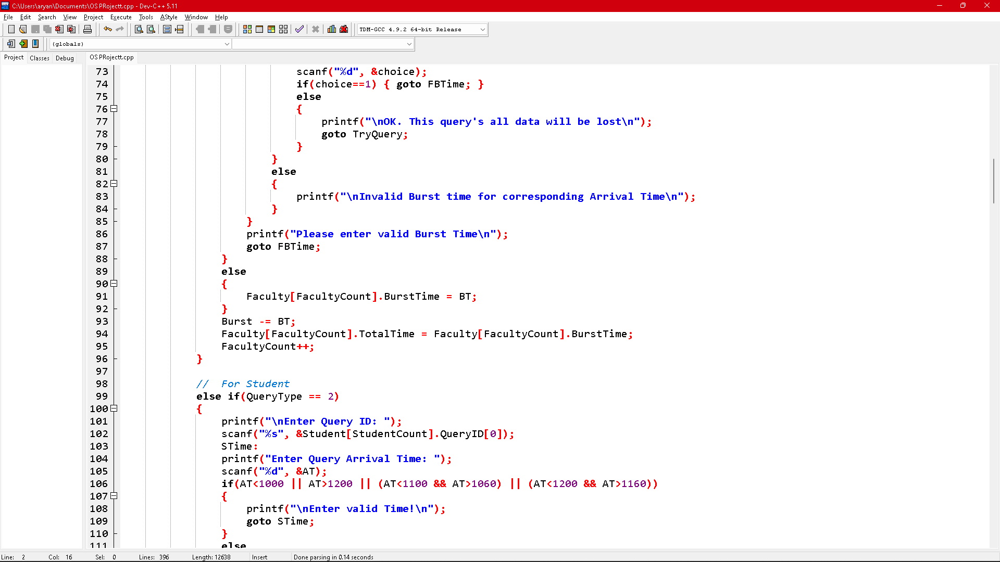 C:\Users\aryan\Documents\OS PRojectt.cpp - Dev-C++ 5.11
File Edit Search View Project Execute Tools AStyle Window Help
TDM-GCC 4.9.2 64-bit Release
(globals)
Project Classes Debug OS PRojectt.cpp
73 scanf("%d", &choice);
74 if(choice==1) { goto FBTime; }
75 else
76 {
77 printf("\nOK. This query's all data will be lost\n");
78 goto TryQuery;
79 }
80 }
81 else
82 {
83 printf("\nInvalid Burst time for corresponding Arrival Time\n");
84 }
85 }
86 printf("Please enter valid Burst Time\n");
87 goto FBTime;
88 }
89 else
90 {
91 Faculty[FacultyCount].BurstTime = BT;
92 }
93 Burst -= BT;
94 Faculty[FacultyCount].TotalTime = Faculty[FacultyCount].BurstTime;
95 FacultyCount++;
96 }
97
98 // For Student
99 else if(QueryType == 2)
100 {
101 printf("\nEnter Query ID: ");
102 scanf("%s", &Student[StudentCount].QueryID[0]);
103 STime:
104 printf("Enter Query Arrival Time: ");
105 scanf("%d", &AT);
106 if(AT<1000 || AT>1200 || (AT<1100 && AT>1060) || (AT<1200 && AT>1160))
107 {
108 printf("\nEnter valid Time!\n");
109 goto STime;
110 }
111 else
Line: 2 Col: 16 Sel: 0 Lines: 396 Length: 12638 Insert Done parsing in 0.14 seconds